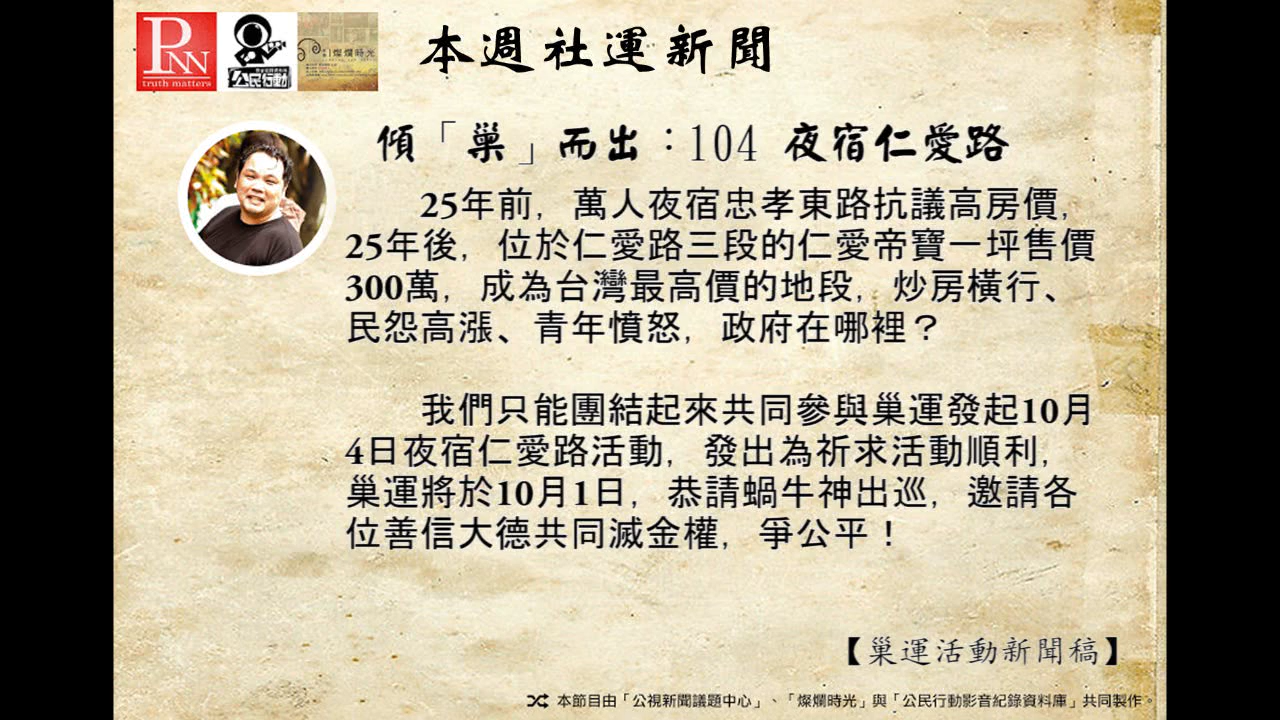 PNN
truth matters
公民行動
燦爛時光
本週社運新聞
傾「巢」而出：104 夜宿仁愛路
25年前，萬人夜宿忠孝東路抗議高房價，
25年後，位於仁愛路三段的仁愛帝寶一坪售價
300萬，成為台灣最高價的地段，炒房橫行、
民怨高漲、青年憤怒，政府在哪裡？
我們只能團結起來共同參與巢運發起10月
4日夜宿仁愛路活動，發出為祈求活動順利，
巢運將於10月1日，恭請蝸牛神出巡，邀請各
位善信大德共同滅金權，爭公平！
【巢運活動新聞稿】
本節目由「公視新聞議題中心」、「燦爛時光」與「公民行動影音紀錄資料庫」共同製作。